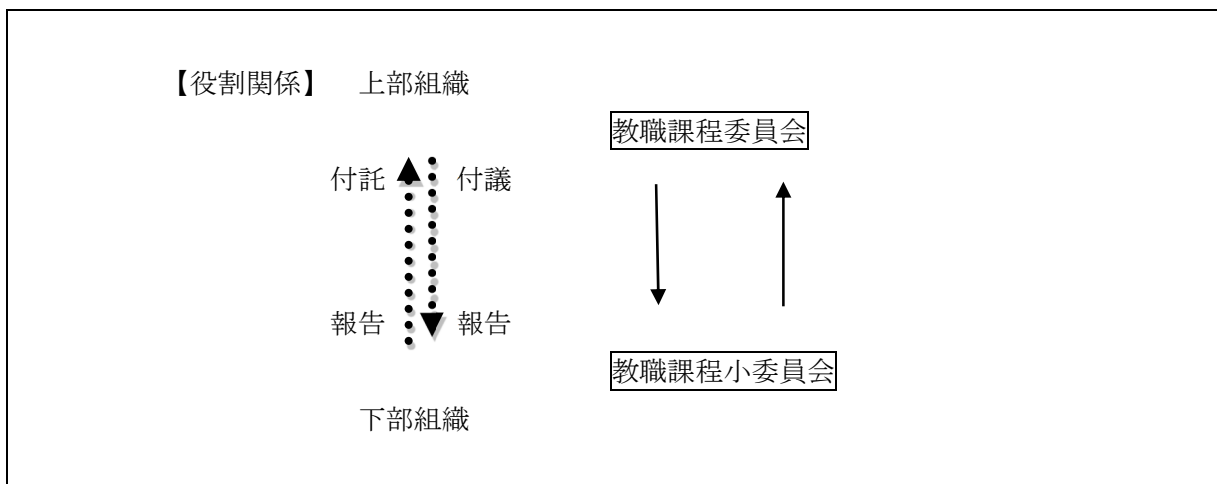 【役割関係】 上部組織
教職課程委員会
付託 付議
報告 報告
教職課程小委員会
下部組織